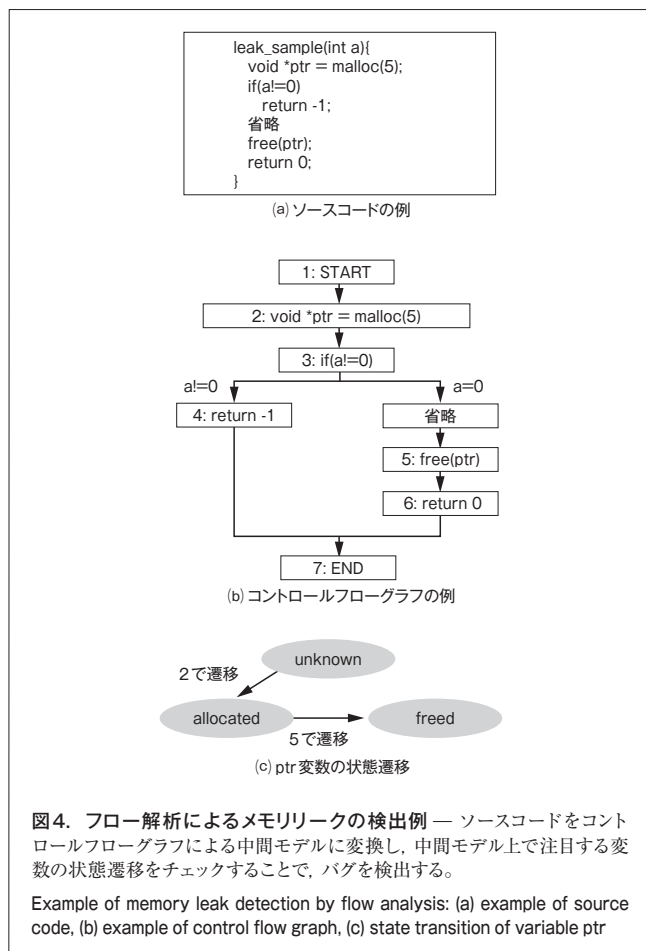 leak_sample(int a){
void *ptr = malloc(5);
if(a!=0)
return -1;
省略
free(ptr);
return 0;
}
(a) ソースコードの例
1: START
2: void *ptr = malloc(5)
3: if(a!=0)
a!=0
a=0
4: return -1
省略
5: free(ptr)
6: return 0
7: END
(b) コントロールフローグラフの例
unknown
2で遷移
allocated
freed
5で遷移
(c) ptr変数の状態遷移
図4．フロー解析によるメモリリークの検出例 — ソースコードをコント
ロールフローグラフによる中間モデルに変換し，中間モデル上で注目する変
数の状態遷移をチェックすることで，バグを検出する。
Example of memory leak detection by flow analysis: (a) example of source
code, (b) example of control flow graph, (c) state transition of variable ptr